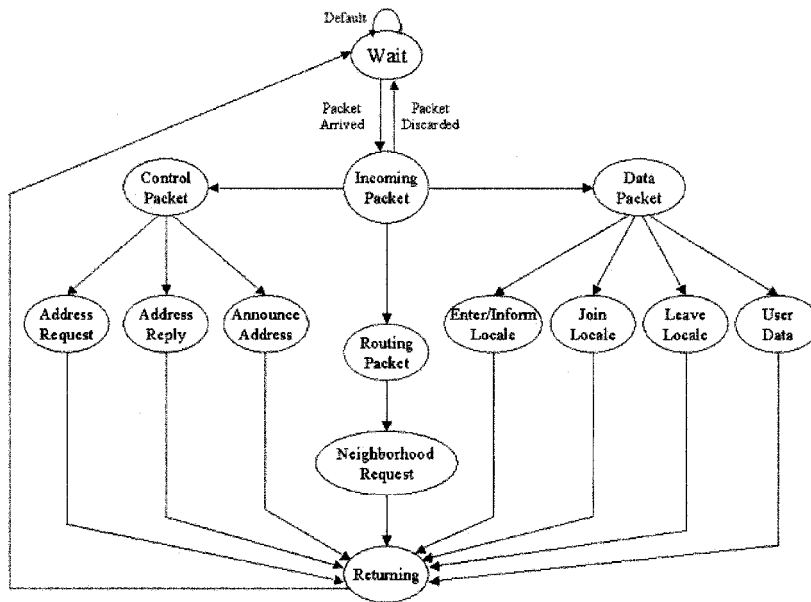 Default
Wait
Packet
Arrived
Packet
Discarded
Control
Packet
Incoming
Packet
Data
Packet
Address
Request
Address
Reply
Announce
Address
Routing
Packet
Enter/Inform
Locale
Join
Locale
Leave
Locale
User
Data
Neighborhood
Request
Returning